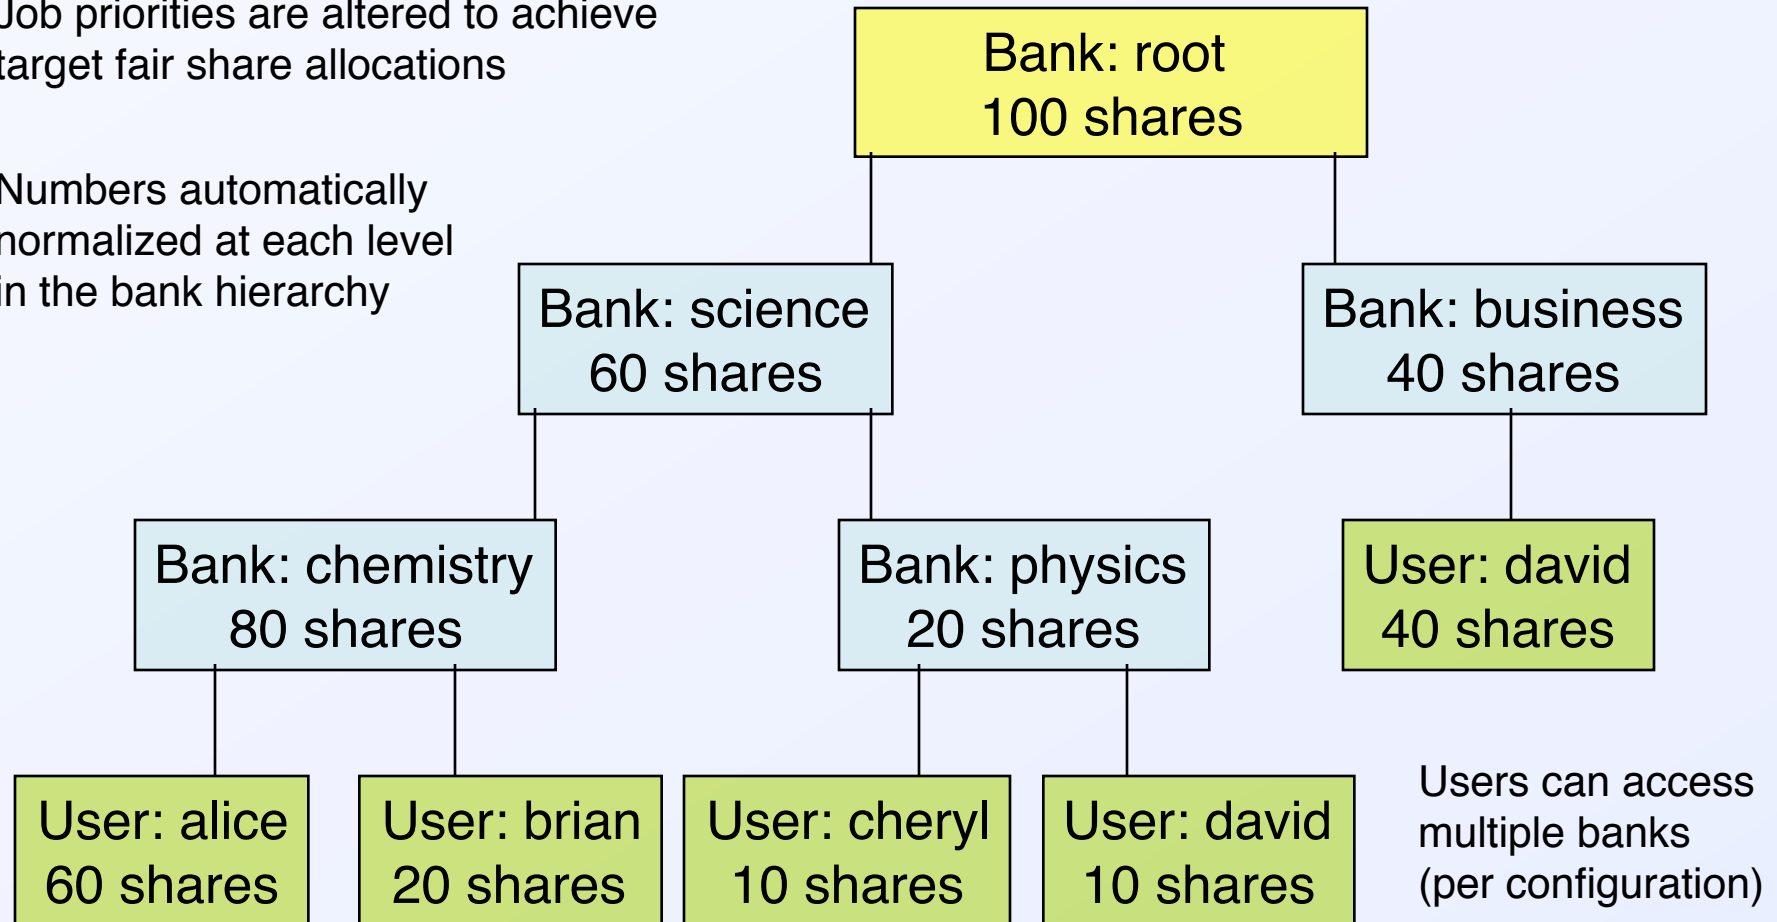 Job priorities are altered to achieve
target fair share allocations
Bank: root
100 shares
Numbers automatically
normalized at each level
in the bank hierarchy
Bank: science
60 shares
Bank: business
40 shares
Bank: chemistry
80 shares
Bank: physics
20 shares
User: david
40 shares
User: alice
60 shares
User: brian
20 shares
User: cheryl
10 shares
User: david
10 shares
Users can access
multiple banks
(per configuration)